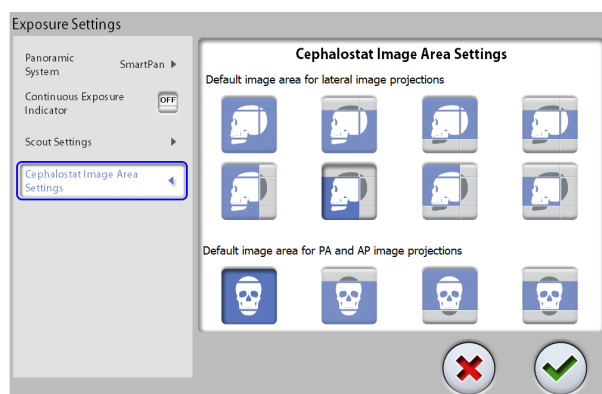 Exposure Settings
Panoramic
System
SmartPan
Continuous Exposure
Indicator
OFF
Scout Settings
Cephalostat Image Area
Settings
Cephalostat Image Area Settings
Default image area for lateral image projections
Default image area for PA and AP image projections